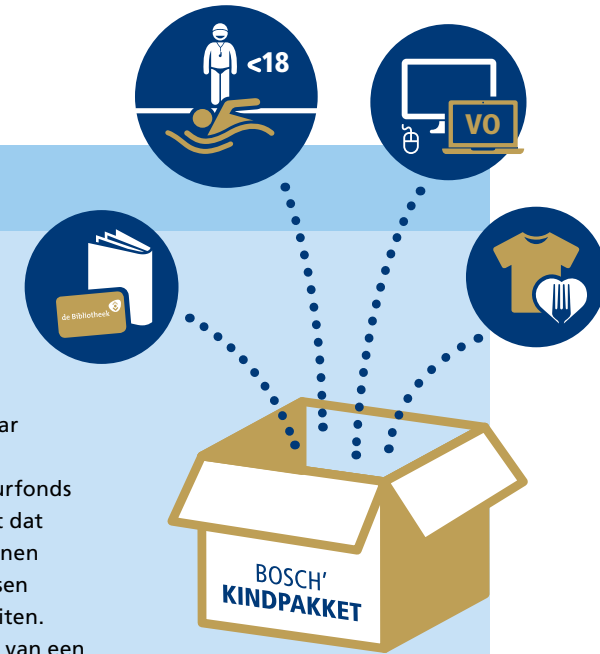 <18
VO
de Bibliotheek
ar
urfonds
t dat
nen
sen
iten.
van een
BOSCH'
KINDPAKKET